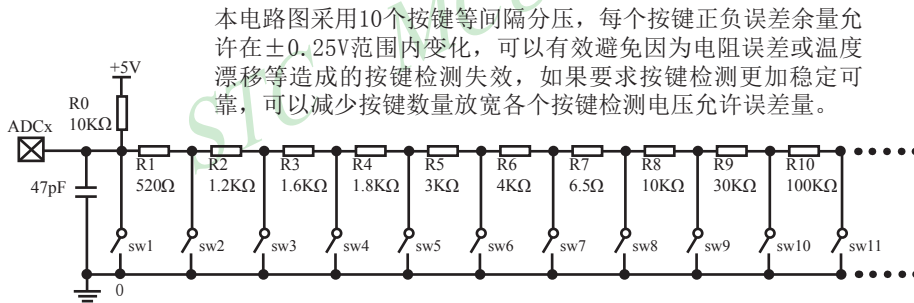 本电路图采用10个按键等间隔分压，每个按键正负误差余量允
许在±0.25V范围内变化，可以有效避免因为电阻误差或温度
漂移等造成的按键检测失效，如果要求按键检测更加稳定可
靠，可以减少按键数量放宽各个按键检测电压允许误差量。
STC MCU
+5V
R0
10KΩ
ADCx
R1 R2 R3 R4 R5 R6 R7 R8 R9 R10
520Ω 1.2KΩ 1.6KΩ 1.8KΩ 3KΩ 4KΩ 6.5Ω 10KΩ 30KΩ 100KΩ
47pF
sw1 sw2 sw3 sw4 sw5 sw6 sw7 sw8 sw9 sw10 sw11
0